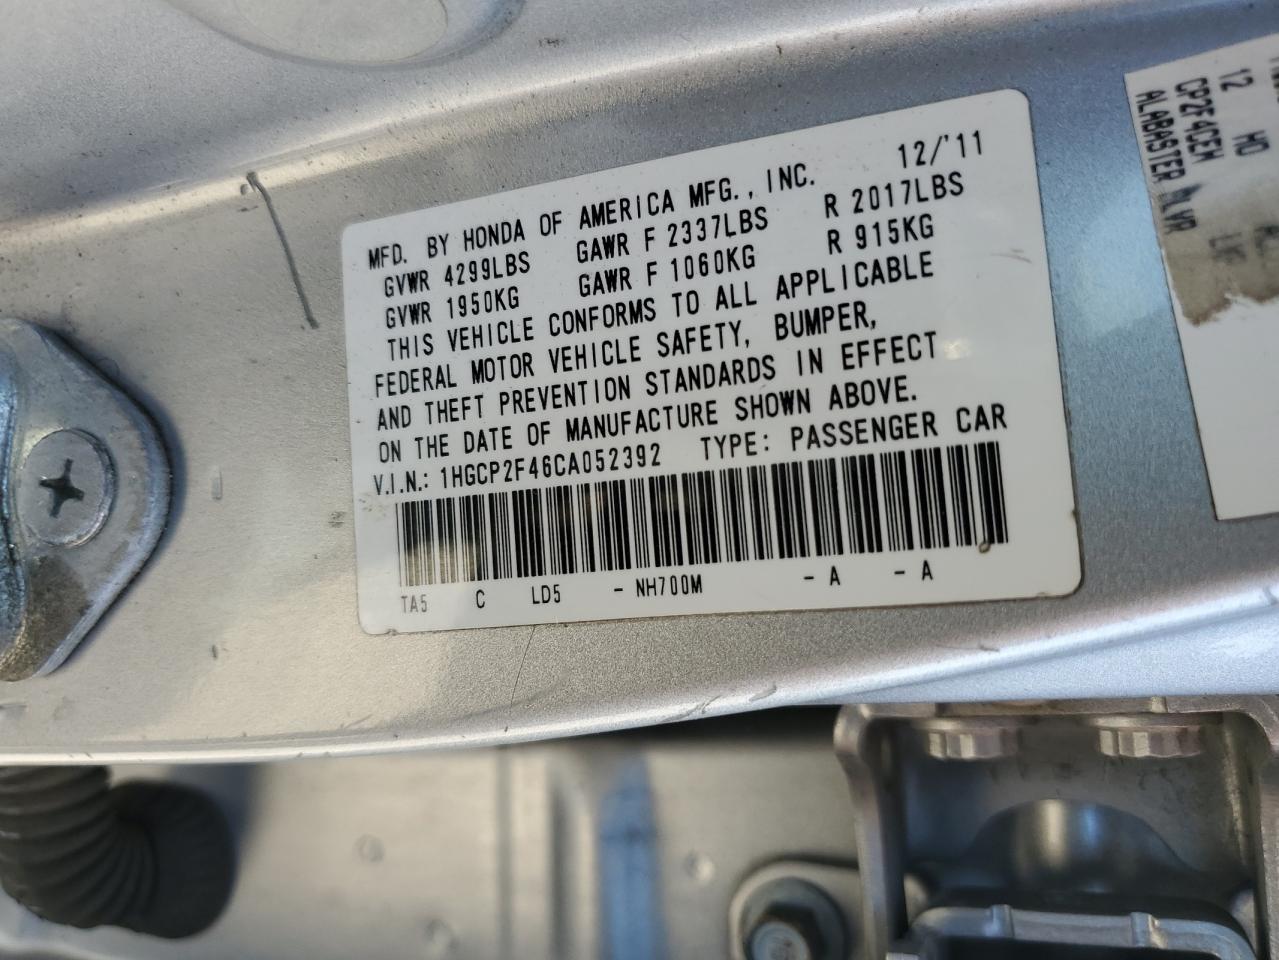 MFD. BY HONDA OF AMERICA MFG., INC. 12/'11
GVWR 4299LBS GAWR F 2337LBS R 2017LBS
GVWR 1950KG GAWR F 1060KG R 915KG
THIS VEHICLE CONFORMS TO ALL APPLICABLE
FEDERAL MOTOR VEHICLE SAFETY, BUMPER,
AND THEFT PREVENTION STANDARDS IN EFFECT
ON THE DATE OF MANUFACTURE SHOWN ABOVE.
V.I.N.: 1HGCP2F46CA052392 TYPE: PASSENGER CAR
TA5 C LD5 - NH700M - A - A
12 HO
CP2F4CEW
ALABASTER